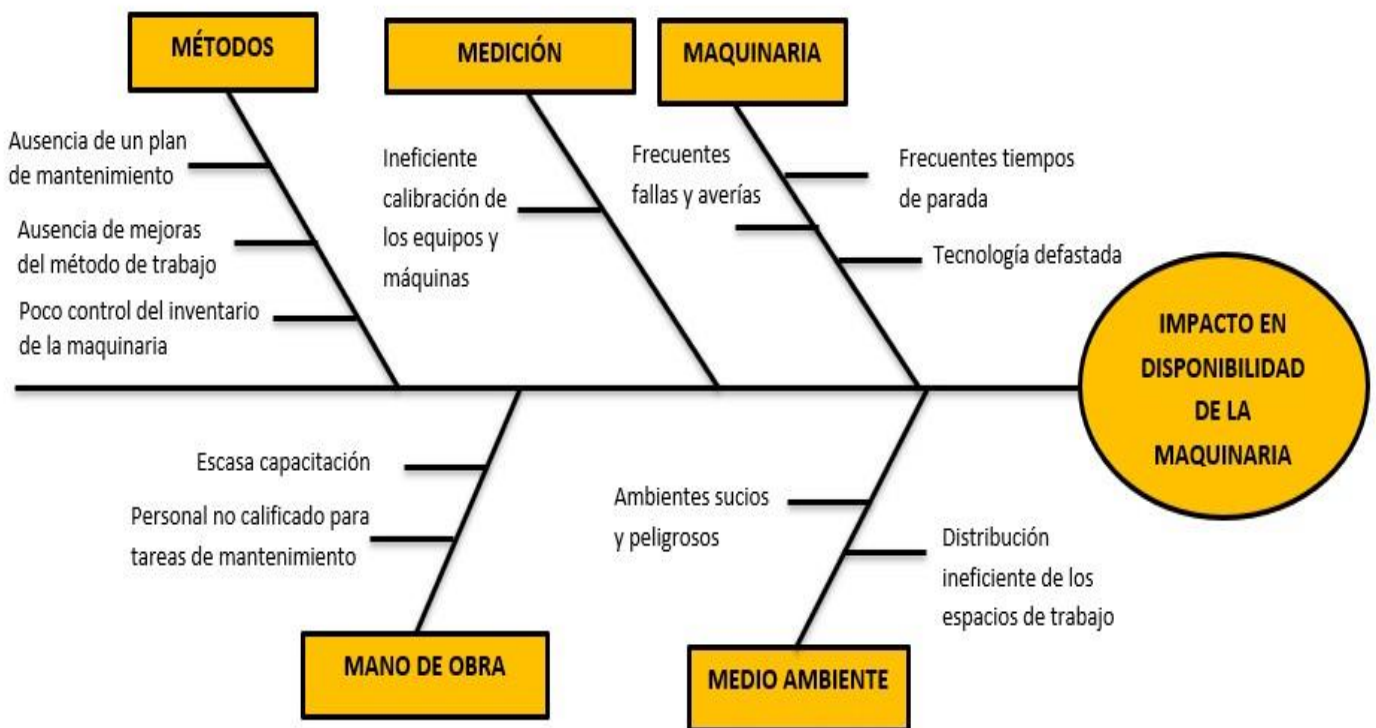 MÉTODOS
MEDICIÓN
MAQUINARIA
Ausencia de un plan
de mantenimiento
Ausencia de mejoras
del método de trabajo
Poco control del inventario
de la maquinaria
Ineficiente
calibración de
los equipos y
máquinas
Frecuentes
fallas y averías
Frecuentes tiempos
de parada
Tecnología defastada
IMPACTO EN
DISPONIBILIDAD
DE LA
MAQUINARIA
Escasa capacitación
Personal no calificado para
tareas de mantenimiento
Ambientes sucios
y peligrosos
Distribución
ineficiente de los
espacios de trabajo
MANO DE OBRA
MEDIO AMBIENTE